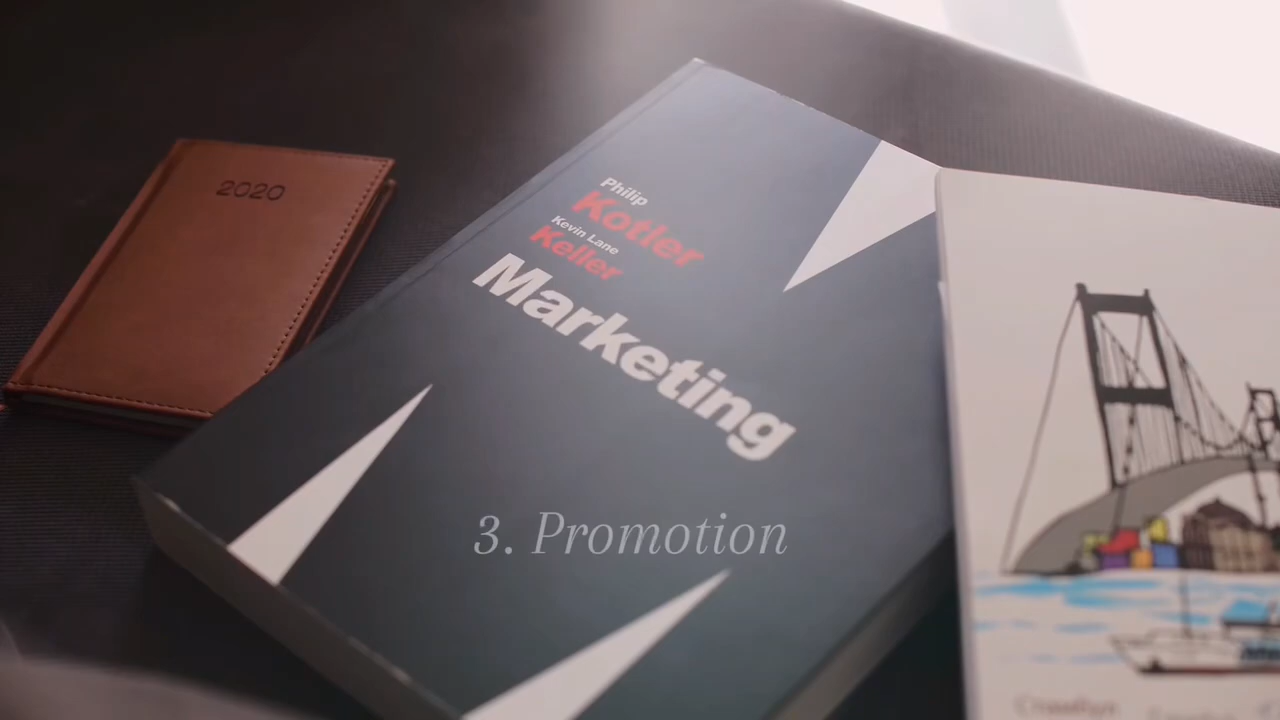 2020
Philip
Kotler
Kevin Lane
Keller
Marketing
3. Promotion